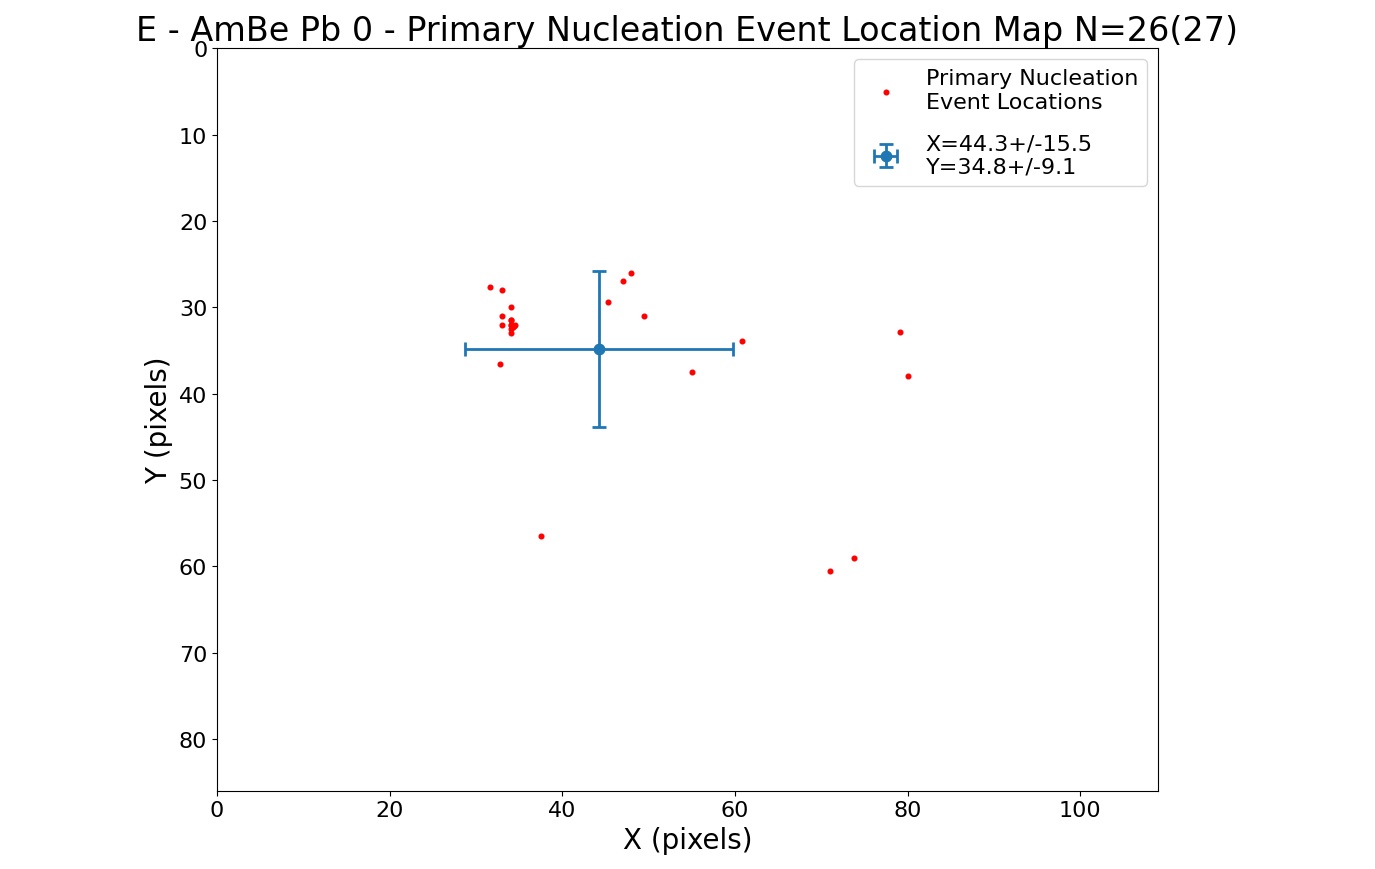 E - AmBe Pb 0 - Primary Nucleation Event Location Map N=26(27)
Primary Nucleation
Event Locations
X=44.3+/-15.5
Y=34.8+/-9.1
0
10
20
30
40
50
60
70
80
Y (pixels)
0 20 40 60 80 100
X (pixels)